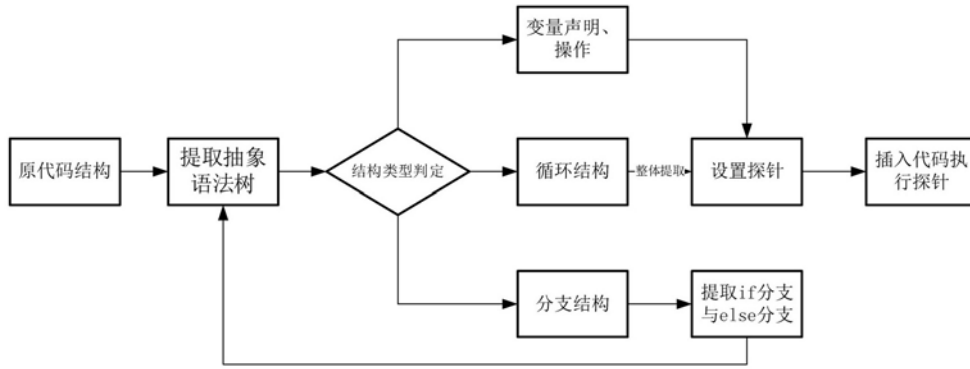 变量声明、
操作
原代码结构
提取抽象
语法树
结构类型判定
循环结构
整体提取
设置探针
插入代码执
行探针
分支结构
提取if分支
与else分支